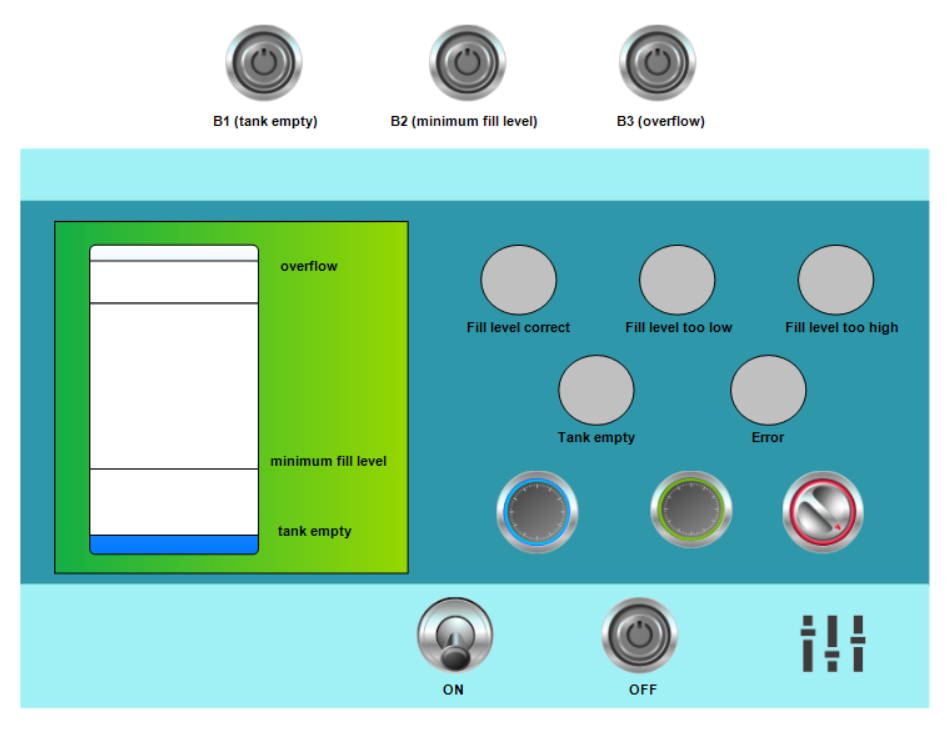 B1 (tank empty)
B2 (minimum fill level)
B3 (overflow)
overflow
Fill level correct
Fill level too low
Fill level too high
Tank empty
Error
minimum fill level
tank empty
ON
OFF